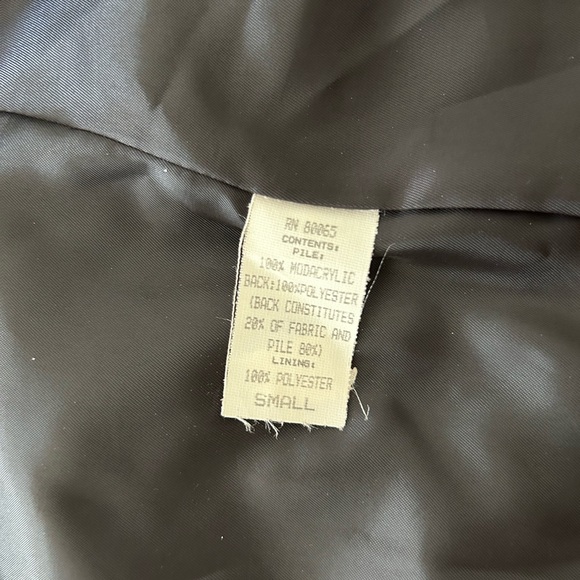 RN 80065
CONTENTS:
PILE:
100% MODACRYLIC
BACK:100%POLYESTER
(BACK CONSTITUTES
20% OF FABRIC AND
PILE 80%)
LINING:
100% POLYESTER
SMALL